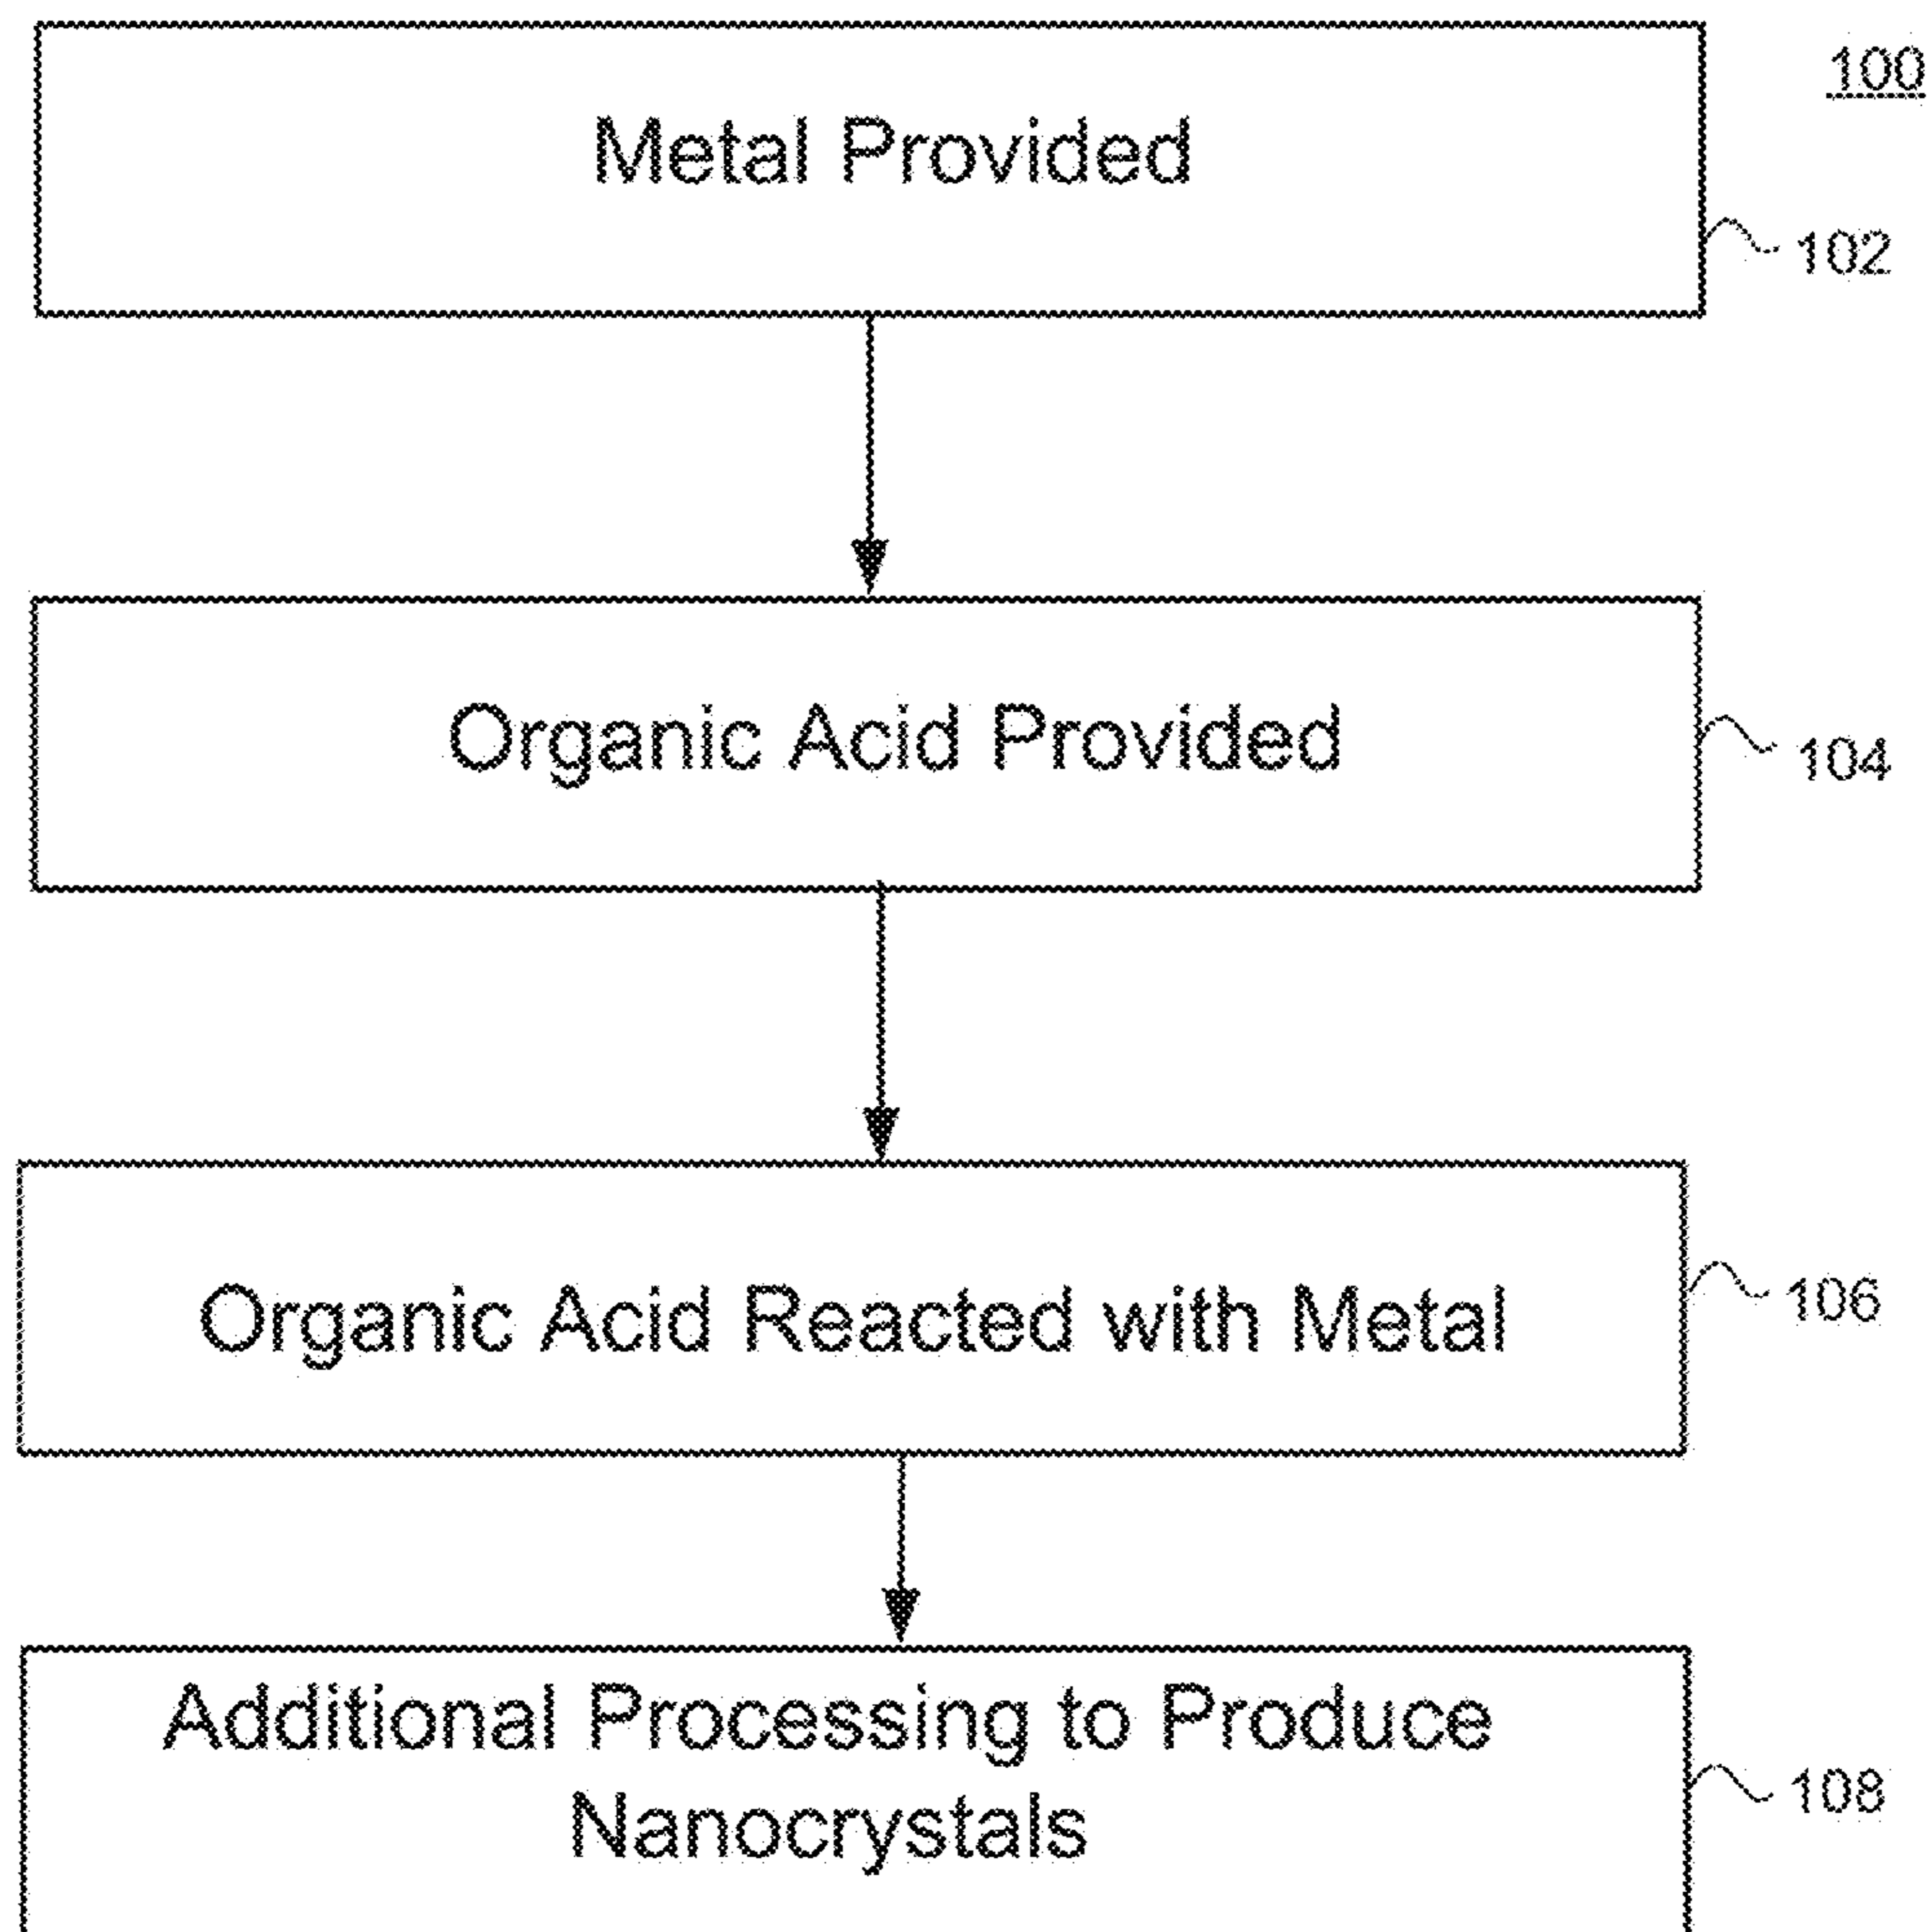 100
Metal Provided
102
Organic Acid Provided
104
Organic Acid Reacted with Metal
106
Additional Processing to Produce
Nanocrystals
108